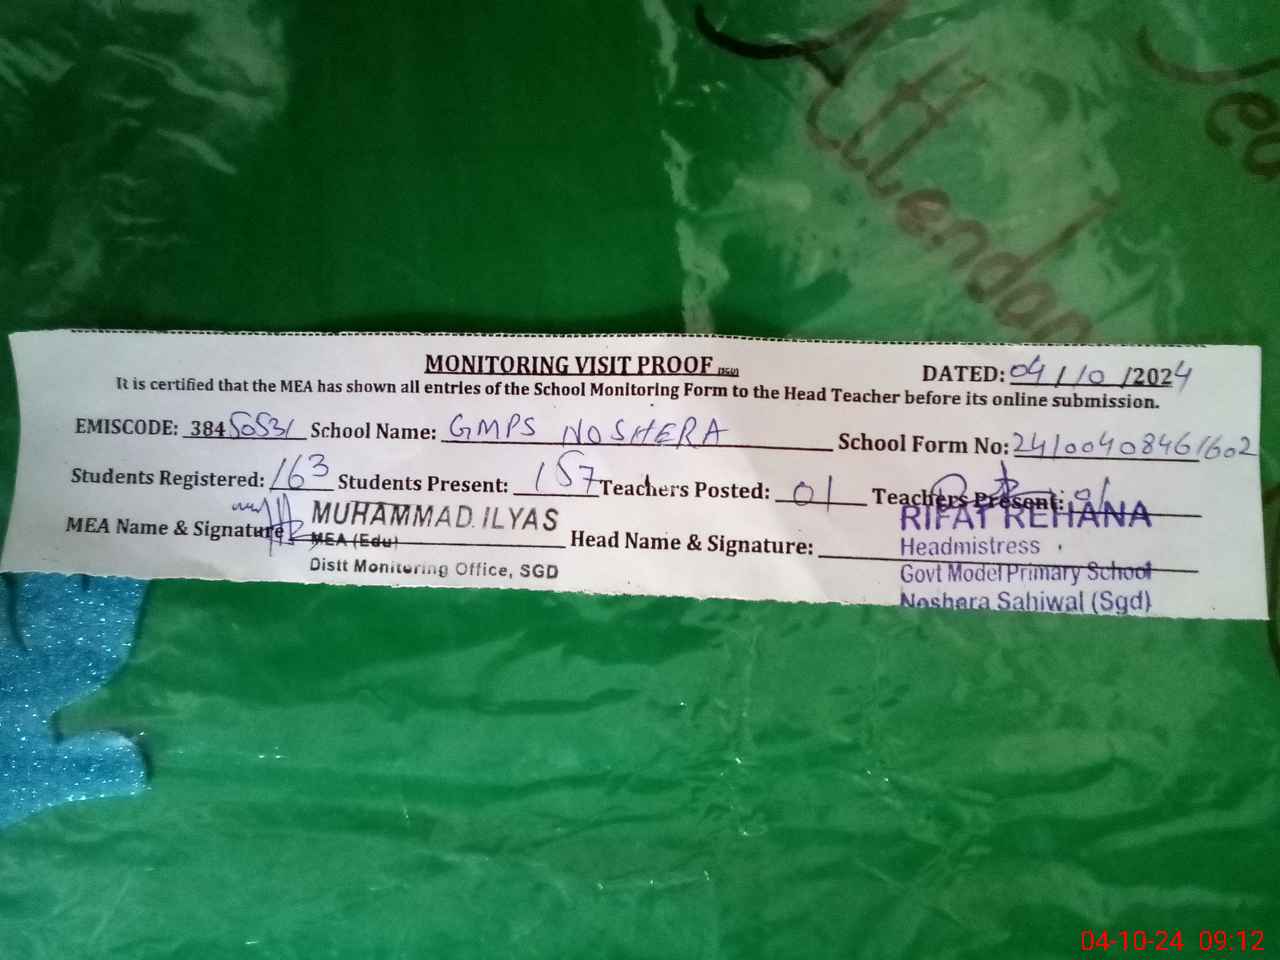 Attendan
Tea
MONITORING VISIT PROOF (SGD)
DATED: 04/10/2024
It is certified that the MEA has shown all entries of the School Monitoring Form to the Head Teacher before its online submission.
EMISCODE: 38450531 School Name: GMPS NOSHERA School Form No: 24100408461602
Students Registered: 163 Students Present: 157 Teachers Posted: 01 Teachers Present: 01
MEA Name & Signature MUHAMMAD ILYAS Head Name & Signature: RIFAT REHANA
MEA (Edu) Headmistress
Distt Monitoring Office, SGD Govt Model Primary School
Noshera Sahiwal (Sgd)
04-10-24 09:12